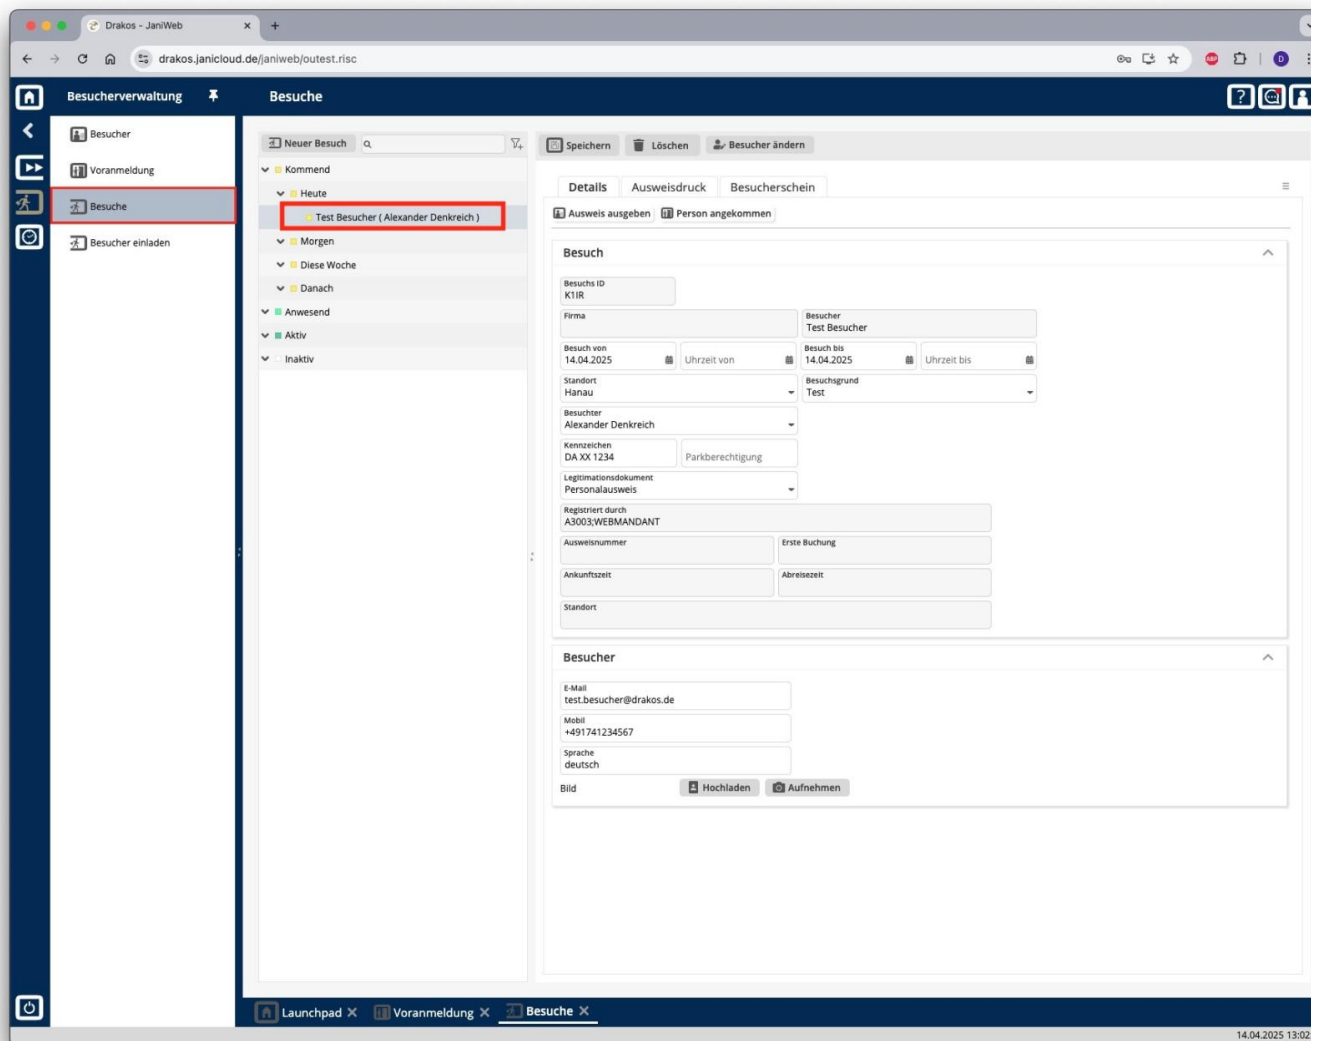 Drakos - JaniWeb
drakos.janicloud.de/janiweb/outest.risc
ABP
D
Besucherverwaltung
Besuche
Besucher
Voranmeldung
Besuche
Besucher einladen
Neuer Besuch
Kommend
Heute
Test Besucher ( Alexander Denkreich )
Morgen
Diese Woche
Danach
Anwesend
Aktiv
Inaktiv
Speichern Löschen Besucher ändern
Details Ausweisdruck Besucherschein
Ausweis ausgeben Person angekommen
Besuch
Besuchs ID
K1IR
Firma
Besucher
Test Besucher
Besuch von
14.04.2025
Uhrzeit von
Besuch bis
14.04.2025
Uhrzeit bis
Standort
Hanau
Besuchsgrund
Test
Besuchter
Alexander Denkreich
Kennzeichen
DA XX 1234
Parkberechtigung
Legitimationsdokument
Personalausweis
Registriert durch
A3003;WEBMANDANT
Ausweisnummer
Erste Buchung
Ankunftszeit
Abreisezeit
Standort
Besucher
E-Mail
test.besucher@drakos.de
Mobil
+491741234567
Sprache
deutsch
Bild Hochladen Aufnehmen
Launchpad Voranmeldung Besuche
14.04.2025 13:02